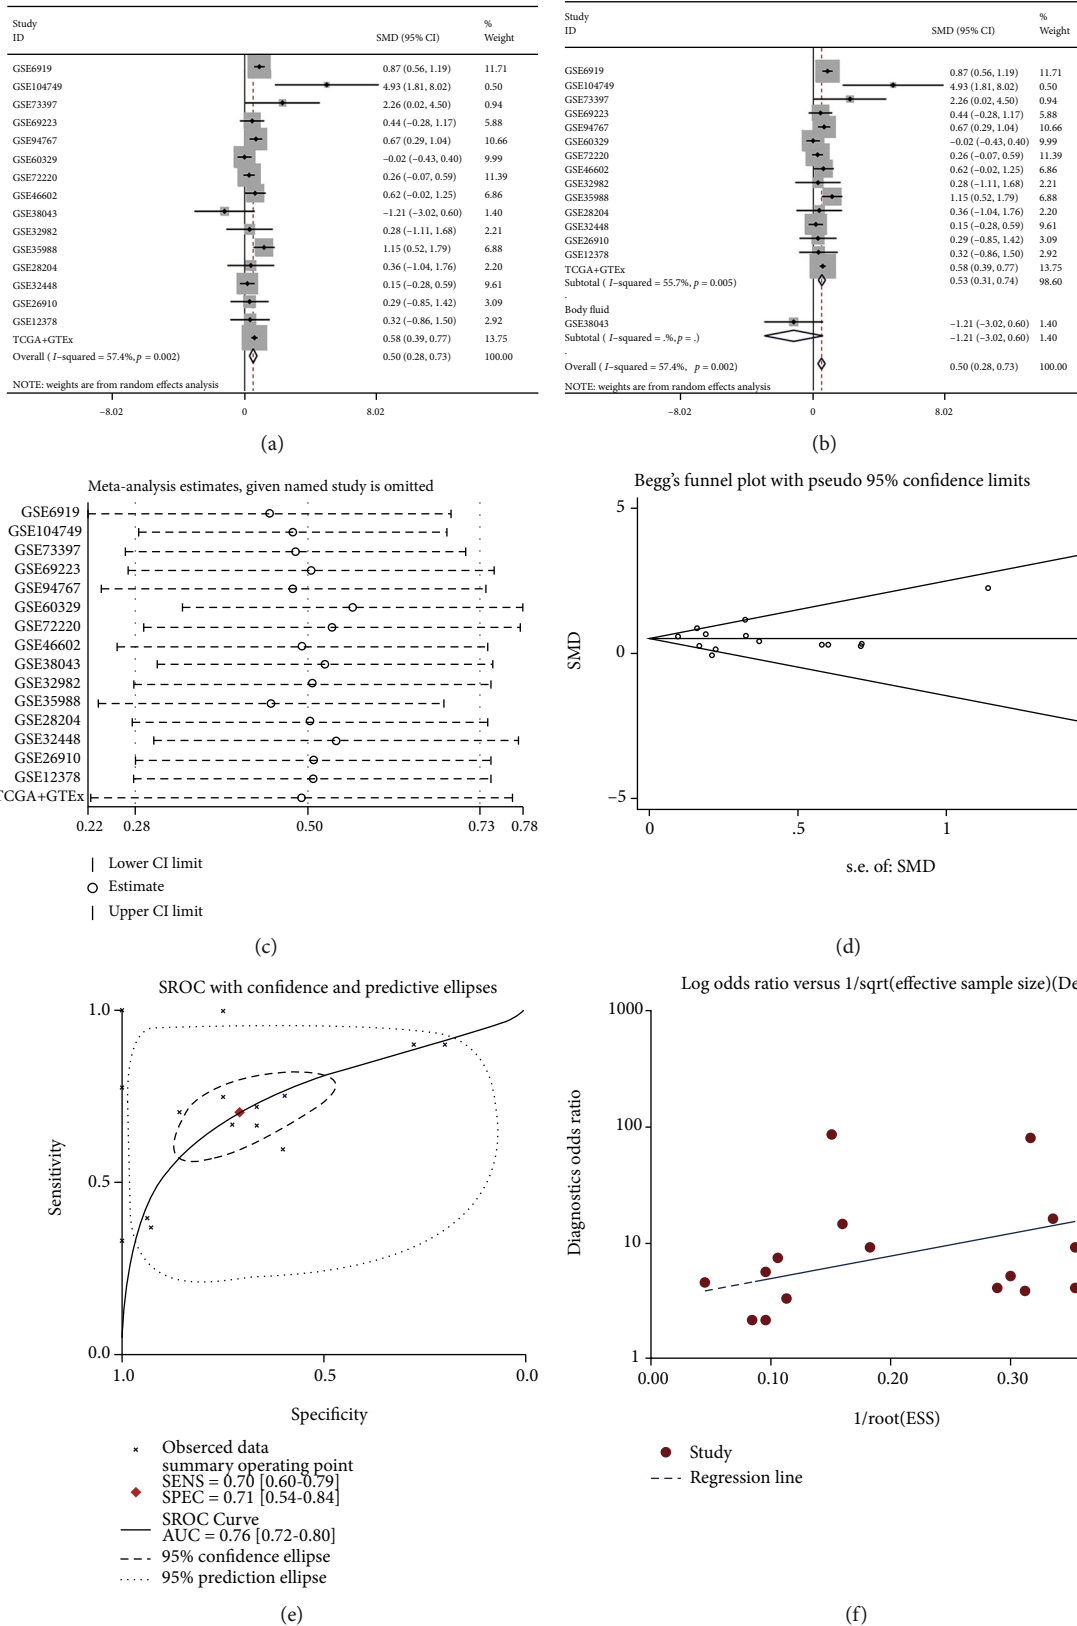 Study %
ID SMD (95% CI) Weight
GSE6919 0.87 (0.56, 1.19) 11.71
GSE104749 4.93 (1.81, 8.02) 0.50
GSE73397 2.26 (0.02, 4.50) 0.94
GSE69223 0.44 (−0.28, 1.17) 5.88
GSE94767 0.67 (0.29, 1.04) 10.66
GSE60329 −0.02 (−0.43, 0.40) 9.99
GSE72220 0.26 (−0.07, 0.59) 11.39
GSE46602 0.62 (−0.02, 1.25) 6.86
GSE38043 −1.21 (−3.02, 0.60) 1.40
GSE32982 0.28 (−1.11, 1.68) 2.21
GSE35988 1.15 (0.52, 1.79) 6.88
GSE28204 0.36 (−1.04, 1.76) 2.20
GSE32448 0.15 (−0.28, 0.59) 9.61
GSE26910 0.29 (−0.85, 1.42) 3.09
GSE12378 0.32 (−0.86, 1.50) 2.92
TCGA+GTEx 0.58 (0.39, 0.77) 13.75
Overall ( I–squared = 57.4%, p = 0.002) 0.50 (0.28, 0.73) 100.00
NOTE: weights are from random effects analysis
−8.02 0 8.02
(a)
Study %
ID SMD (95% CI) Weight
GSE6919 0.87 (0.56, 1.19) 11.71
GSE104749 4.93 (1.81, 8.02) 0.50
GSE73397 2.26 (0.02, 4.50) 0.94
GSE69223 0.44 (−0.28, 1.17) 5.88
GSE94767 0.67 (0.29, 1.04) 10.66
GSE60329 −0.02 (−0.43, 0.40) 9.99
GSE72220 0.26 (-0.07, 0.59) 11.39
GSE46602 0.62 (−0.02, 1.25) 6.86
GSE32982 0.28 (−1.11, 1.68) 2.21
GSE35988 1.15 (0.52, 1.79) 6.88
GSE28204 0.36 (−1.04, 1.76) 2.20
GSE32448 0.15 (−0.28, 0.59) 9.61
GSE26910 0.29 (−0.85, 1.42) 3.09
GSE12378 0.32 (−0.86, 1.50) 2.92
TCGA+GTEx 0.58 (0.39, 0.77) 13.75
Subtotal ( I–squared = 55.7%, p = 0.005) 0.53 (0.31, 0.74) 98.60
.
Body fluid
GSE38043 −1.21 (−3.02, 0.60) 1.40
Subtotal ( I–squared = .%, p = .) −1.21 (−3.02, 0.60) 1.40
.
Overall ( I–squared = 57.4%, p = 0.002) 0.50 (0.28, 0.73) 100.00
NOTE: weights are from random effects analysis
−8.02 0 8.02
(b)
Meta-analysis estimates, given named study is omitted
GSE6919
GSE104749
GSE73397
GSE69223
GSE94767
GSE60329
GSE72220
GSE46602
GSE38043
GSE32982
GSE35988
GSE28204
GSE32448
GSE26910
GSE12378
TCGA+GTEx
0.22 0.28 0.50 0.73 0.78
Lower CI limit
Estimate
Upper CI limit
(c)
Begg's funnel plot with pseudo 95% confidence limits
5
0
−5
SMD
0 .5 1
s.e. of: SMD
(d)
SROC with confidence and predictive ellipses
1.0
0.5
0.0
Sensitivity
1.0 0.5 0.0
Specificity
Obserced data
summary operating point
SENS = 0.70 [0.60-0.79]
SPEC = 0.71 [0.54-0.84]
SROC Curve
AUC = 0.76 [0.72-0.80]
95% confidence ellipse
95% prediction ellipse
(e)
Log odds ratio versus 1/sqrt(effective sample size)(De
1000
100
10
1
Diagnostics odds ratio
0.00 0.10 0.20 0.30
1/root(ESS)
Study
Regression line
(f)